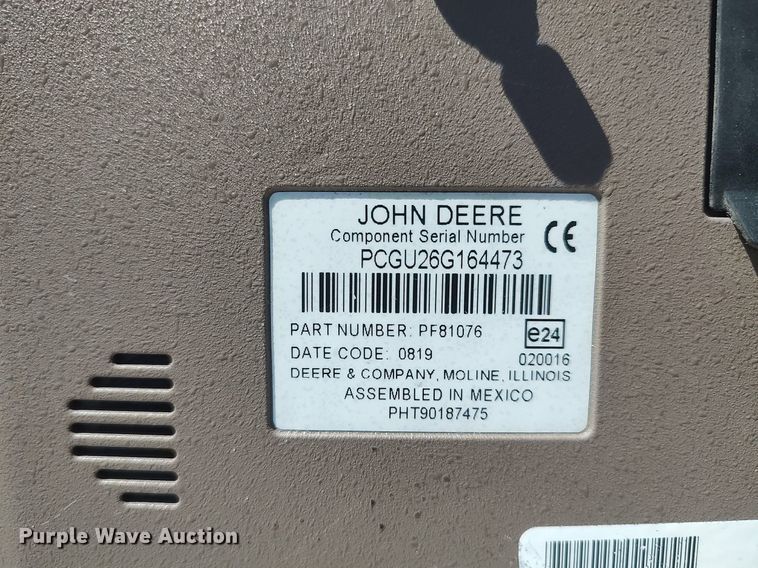 JOHN DEERE
Component Serial Number
CE
PCGU26G164473
PART NUMBER: PF81076
e24
DATE CODE: 0819
020016
DEERE & COMPANY, MOLINE, ILLINOIS
ASSEMBLED IN MEXICO
PHT90187475
Purple Wave Auction